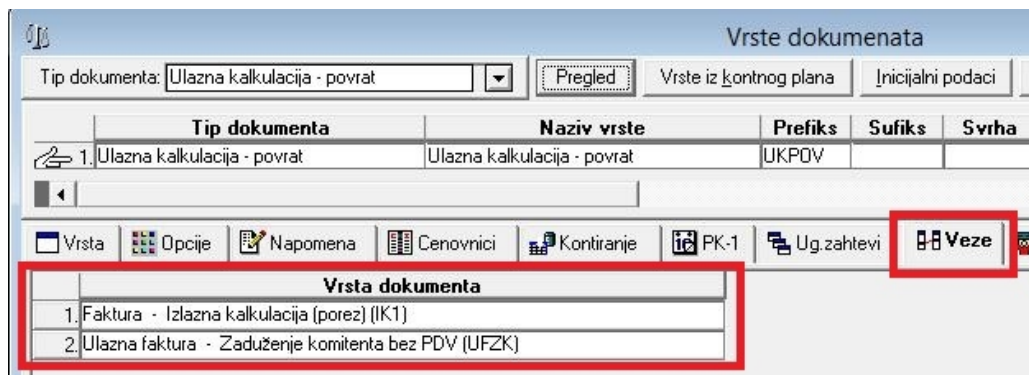 Vrste dokumenata
Tip dokumenta: Ulazna kalkulacija - povrat Pregled Vrste iz kontnog plana Inicijalni podaci
Tip dokumenta Naziv vrste Prefiks Sufiks Svrha
1. Ulazna kalkulacija - povrat Ulazna kalkulacija - povrat UKPOV
Vrsta Opcije Napomena Cenovnici Kontiranje PK-1 Ug.zahtevi Veze
Vrsta dokumenta
1. Faktura - Izlazna kalkulacija (porez) (IK1)
2. Ulazna faktura - Zaduženje komitenta bez PDV (UFZK)